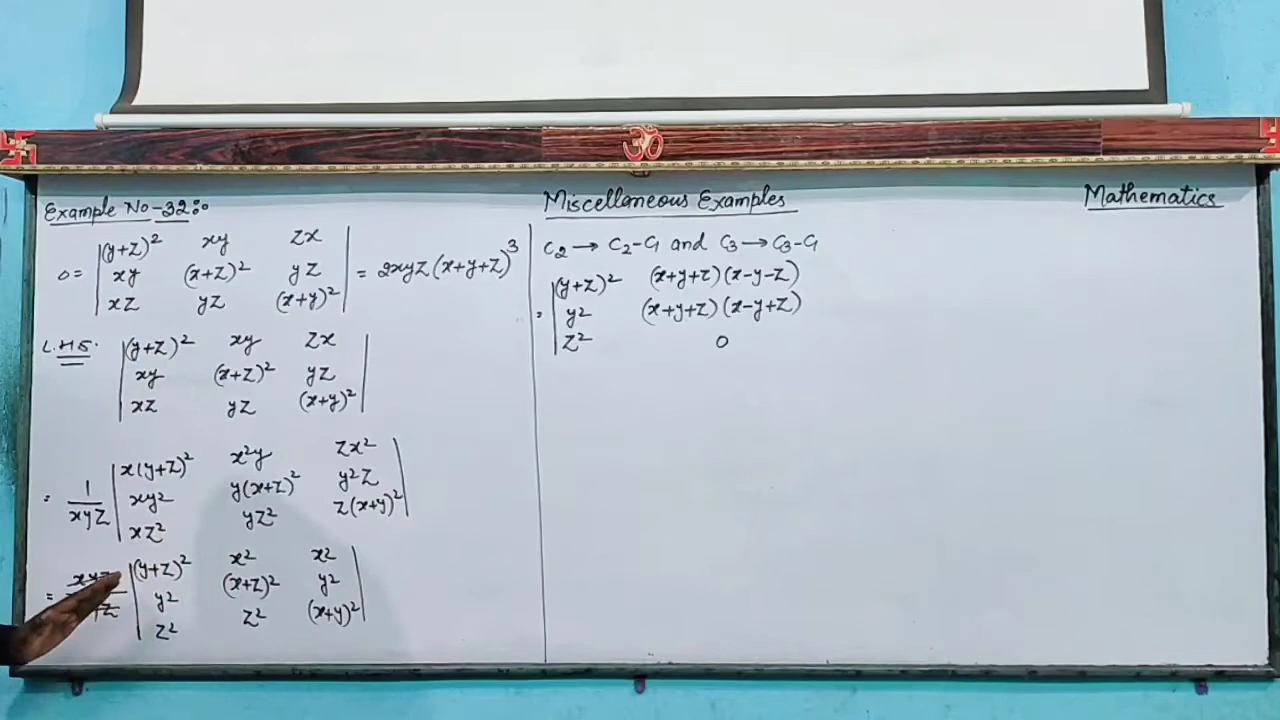 Example No-32:
Δ = |(y+z)² xy zx|
|xy (x+z)² yz| = 2xyz(x+y+z)³
|xz yz (x+y)²|
L.H.S. |(y+z)² xy zx|
|xy (x+z)² yz|
|xz yz (x+y)²|
|x(y+z)² x²y zx²|
= 1/xyz |xy² y(x+z)² y²z|
|xz² yz² z(x+y)²|
|(y+z)² x² x²|
= |y² (x+z)² y²|
|z² z² (x+y)²|
Miscellaneous Examples
C₂ → C₂-C₁ and C₃ → C₃-C₁
|(y+z)² (x+y+z)(x-y-z)
= |y² (x+y+z)(x-y+z)
|z² 0
Mathematics
ॐ